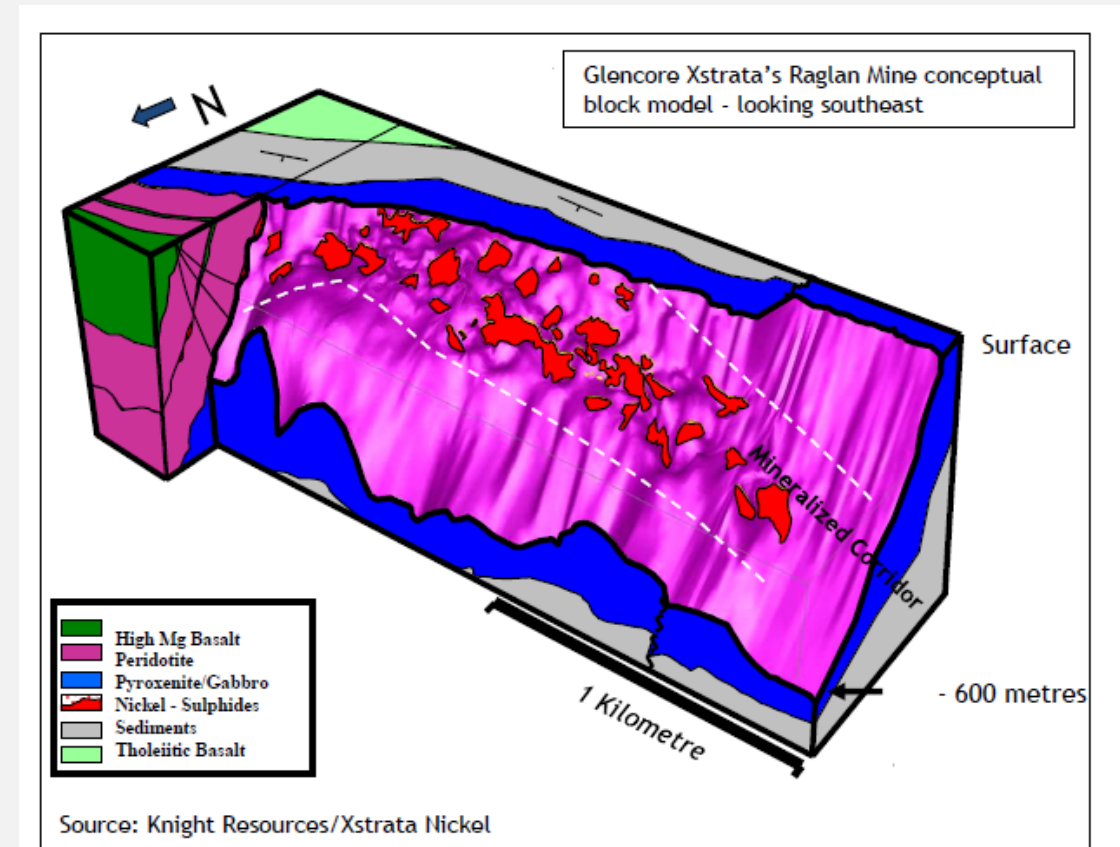 Glencore Xstrata's Raglan Mine conceptual
block model - looking southeast
N
Surface
Mineralized Corridor
- 600 metres
1 Kilometre
High Mg Basalt
Peridotite
Pyroxenite/Gabbro
Nickel - Sulphides
Sediments
Tholeiitic Basalt
Source: Knight Resources/Xstrata Nickel